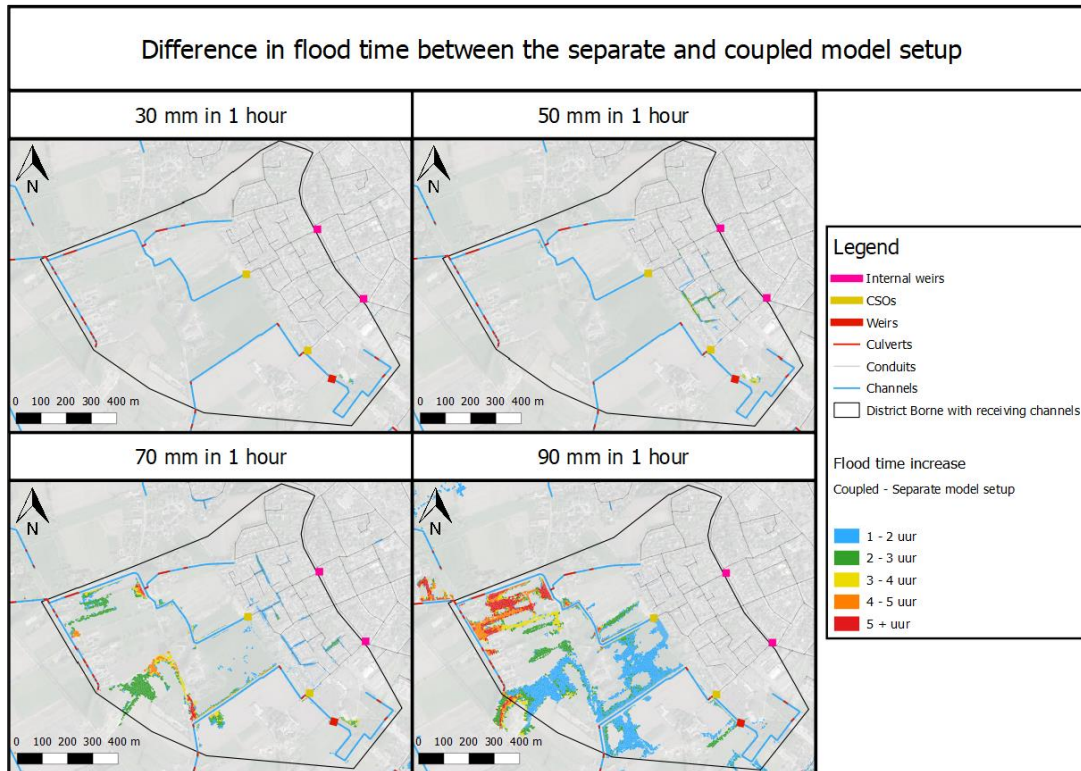 Difference in flood time between the separate and coupled model setup
30 mm in 1 hour
50 mm in 1 hour
N
0 100 200 300 400 m
N
0 100 200 300 400 m
70 mm in 1 hour
90 mm in 1 hour
N
0 100 200 300 400 m
N
0 100 200 300 400 m
Legend
Internal weirs
CSOs
Weirs
Culverts
Conduits
Channels
District Borne with receiving channels
Flood time increase
Coupled - Separate model setup
1 - 2 uur
2 - 3 uur
3 - 4 uur
4 - 5 uur
5 + uur